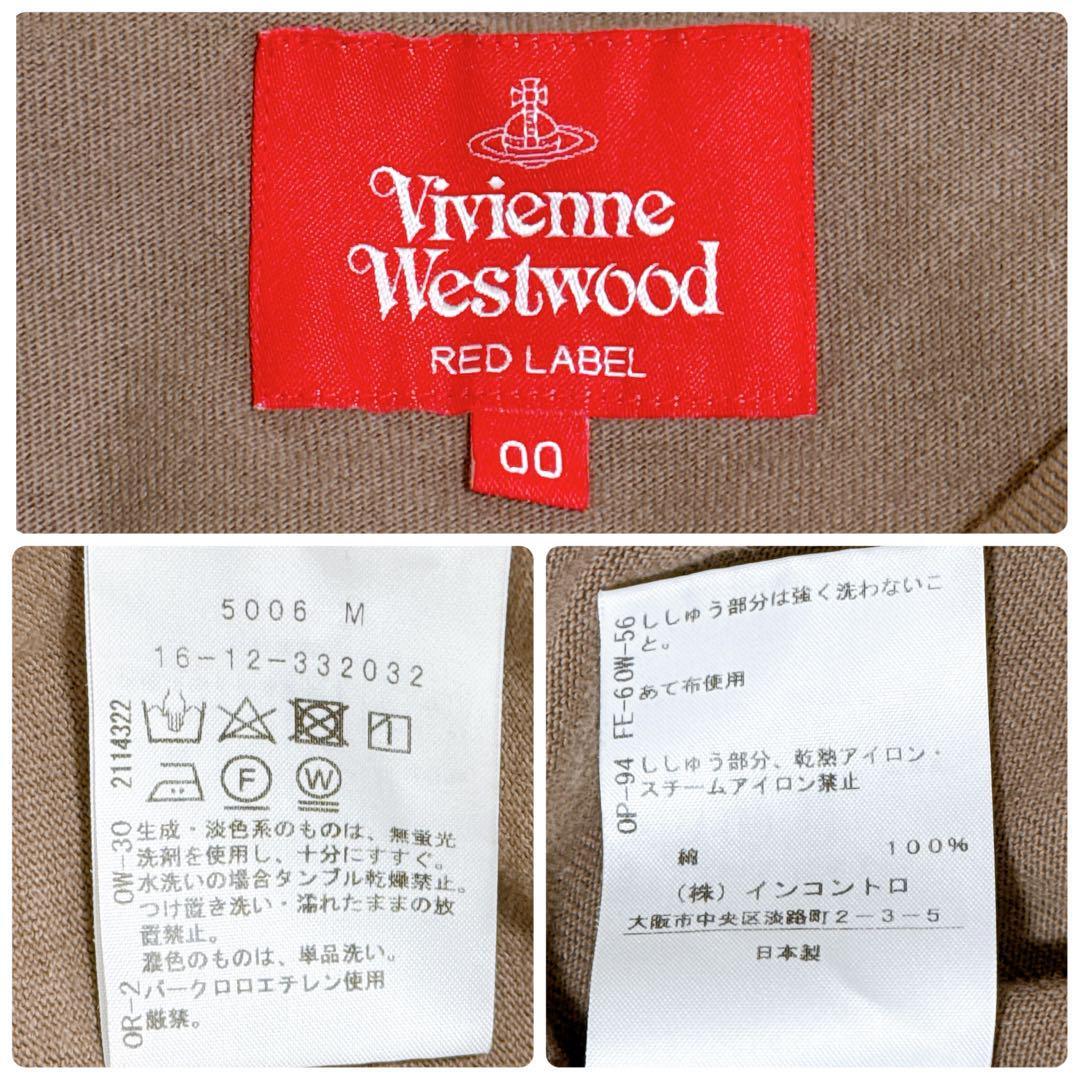 Vivienne
Westwood
RED LABEL
00
5006 M
16-12-332032
2114322
F
W
OW-30
生成・淡色系のものは、無蛍光
洗剤を使用し、十分にすすぐ。
水洗いの場合タンブル乾燥禁止。
つけ置き洗い・濡れたままの放
置禁止。
濃色のものは、単品洗い。
OR-2
パークロロエチレン使用
厳禁。
FE-60W-56
ししゅう部分は強く洗わないこ
と。
あて布使用
OP-94
ししゅう部分、乾熱アイロン・
スチームアイロン禁止
綿 100%
(株)インコントロ
大阪市中央区淡路町2-3-5
日本製